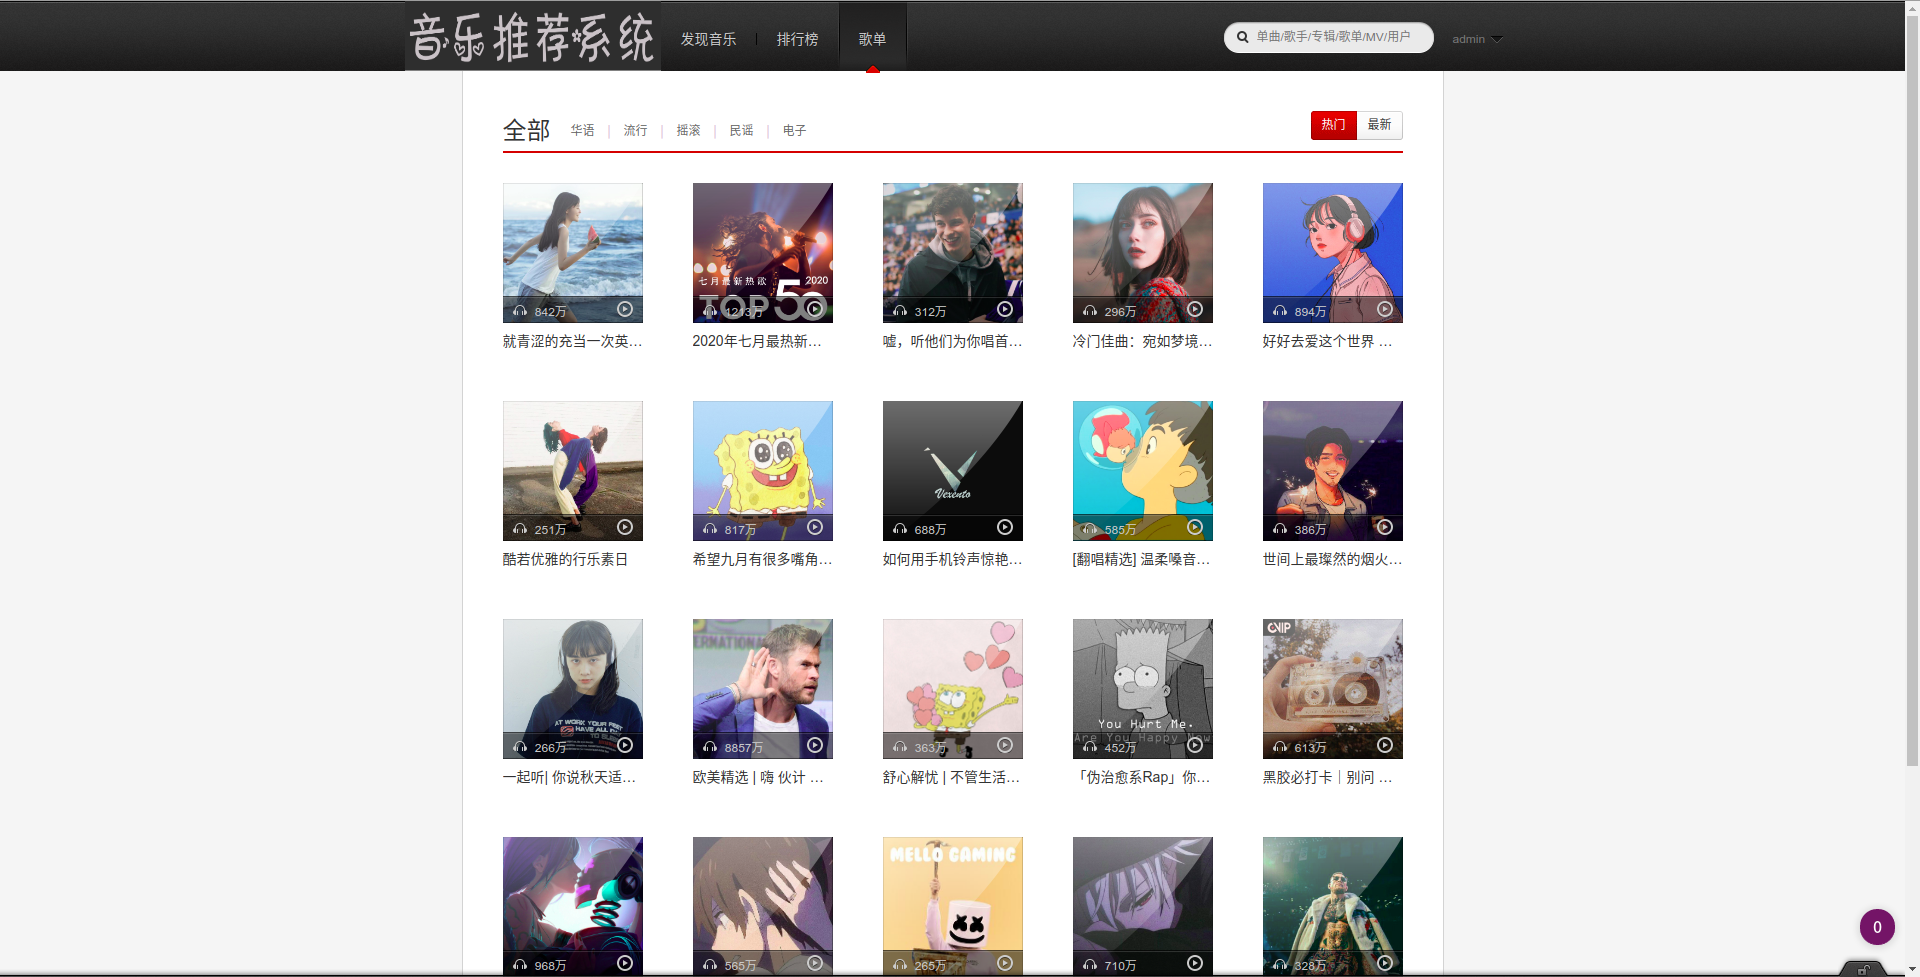 音乐推荐系统
发现音乐
排行榜
歌单
单曲/歌手/专辑/歌单/MV/用户
admin
全部
华语 | 流行 | 摇滚 | 民谣 | 电子
热门 最新
842万
七月最新热歌 2020
TOP50
1213万
312万
296万
894万
就青涩的充当一次英...
2020年七月最热新...
嘘，听他们为你唱首...
冷门佳曲：宛如梦境...
好好去爱这个世界 ...
251万
817万
Vexento
688万
585万
386万
酷若优雅的行乐素日
希望九月有很多嘴角...
如何用手机铃声惊艳...
[翻唱精选] 温柔嗓音...
世间上最璨然的烟火...
AT WORK YOUR FEET
HAVE ALL DAY
266万
ERNATIONAL
8857万
363万
You Hurt Me.
Are You Happy Now
452万
VIP
613万
一起听| 你说秋天适...
欧美精选 | 嗨 伙计 ...
舒心解忧 | 不管生活...
「伪治愈系Rap」你...
黑胶必打卡｜别问 ...
968万
565万
MELLO GAMING
265万
710万
328万
0